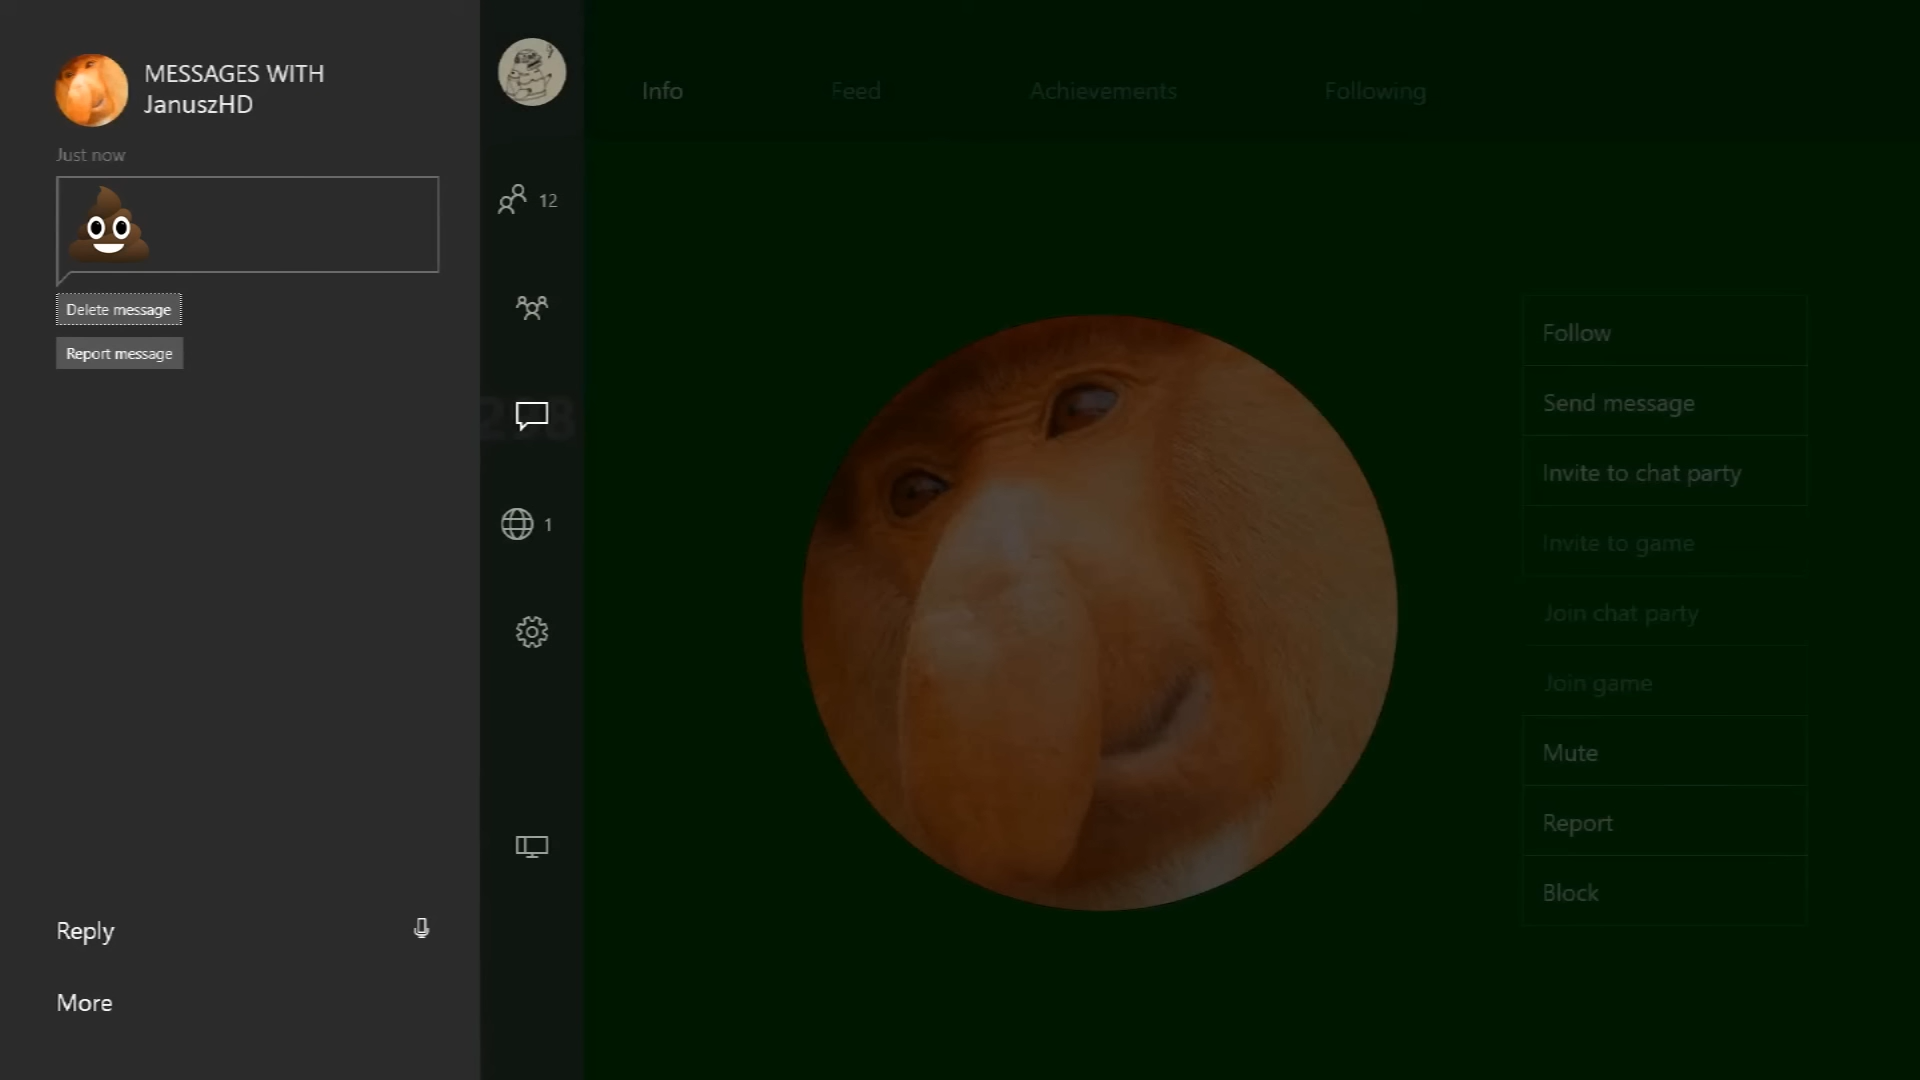 MESSAGES WITH
JanuszHD
Just now
Delete message
Report message
Reply
More
12
1
Info
Feed
Achievements
Following
Follow
Send message
Invite to chat party
Invite to game
Join chat party
Join game
Mute
Report
Block